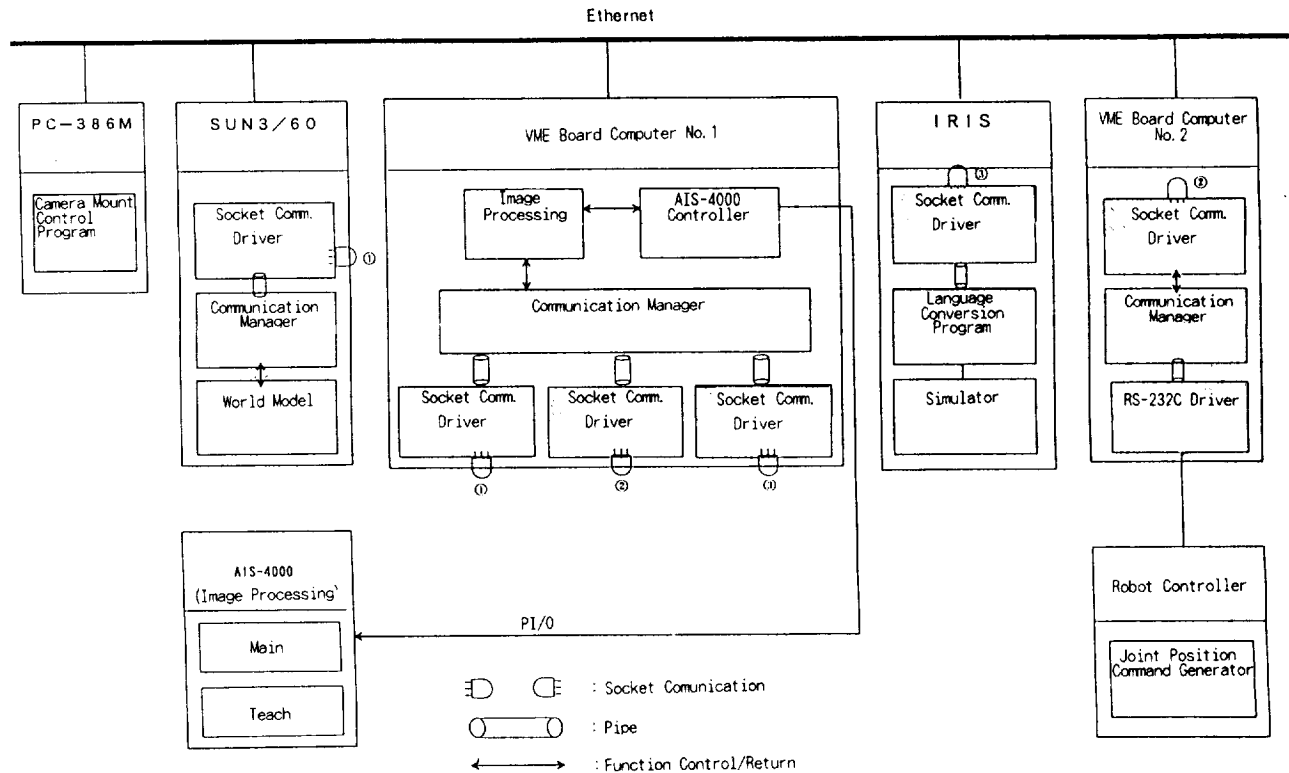 Ethernet
PC-386M
Camera Mount
Control
Program
SUN3/60
Socket Comm.
Driver
①
Communication
Manager
World Model
VME Board Computer No.1
Image
Processing
AIS-4000
Controller
Communication Manager
Socket Comm.
Driver
Socket Comm.
Driver
Socket Comm.
Driver
①
②
③
IRIS
③
Socket Comm.
Driver
Language
Conversion
Program
Simulator
VME Board Computer
No.2
②
Socket Comm.
Driver
Communication
Manager
RS-232C Driver
AIS-4000
(Image Processing)
Main
Teach
PI/O
Robot Controller
Joint Position
Command Generator
: Socket Comunication
: Pipe
: Function Control/Return